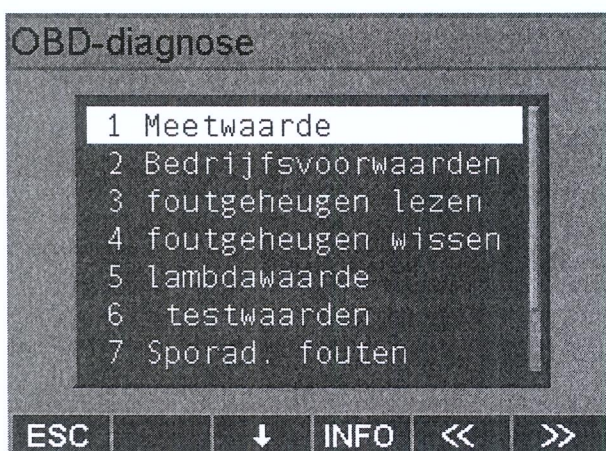 OBD-diagnose
1 Meetwaarde
2 Bedrijfsvoorwaarden
3 foutgeheugen lezen
4 foutgeheugen wissen
5 lambdawaarde
6 testwaarden
7 Sporad. fouten
ESC ↓ INFO << >>